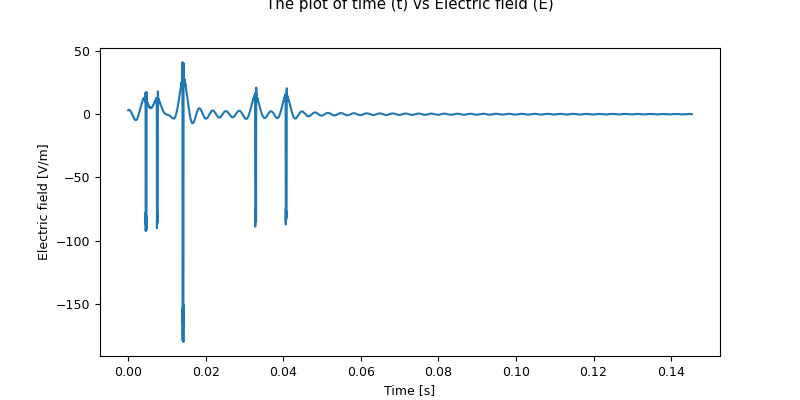 The plot of time (t) vs Electric field (E)
50
0
−50
−100
−150
Electric field [V/m]
0.00 0.02 0.04 0.06 0.08 0.10 0.12 0.14
Time [s]